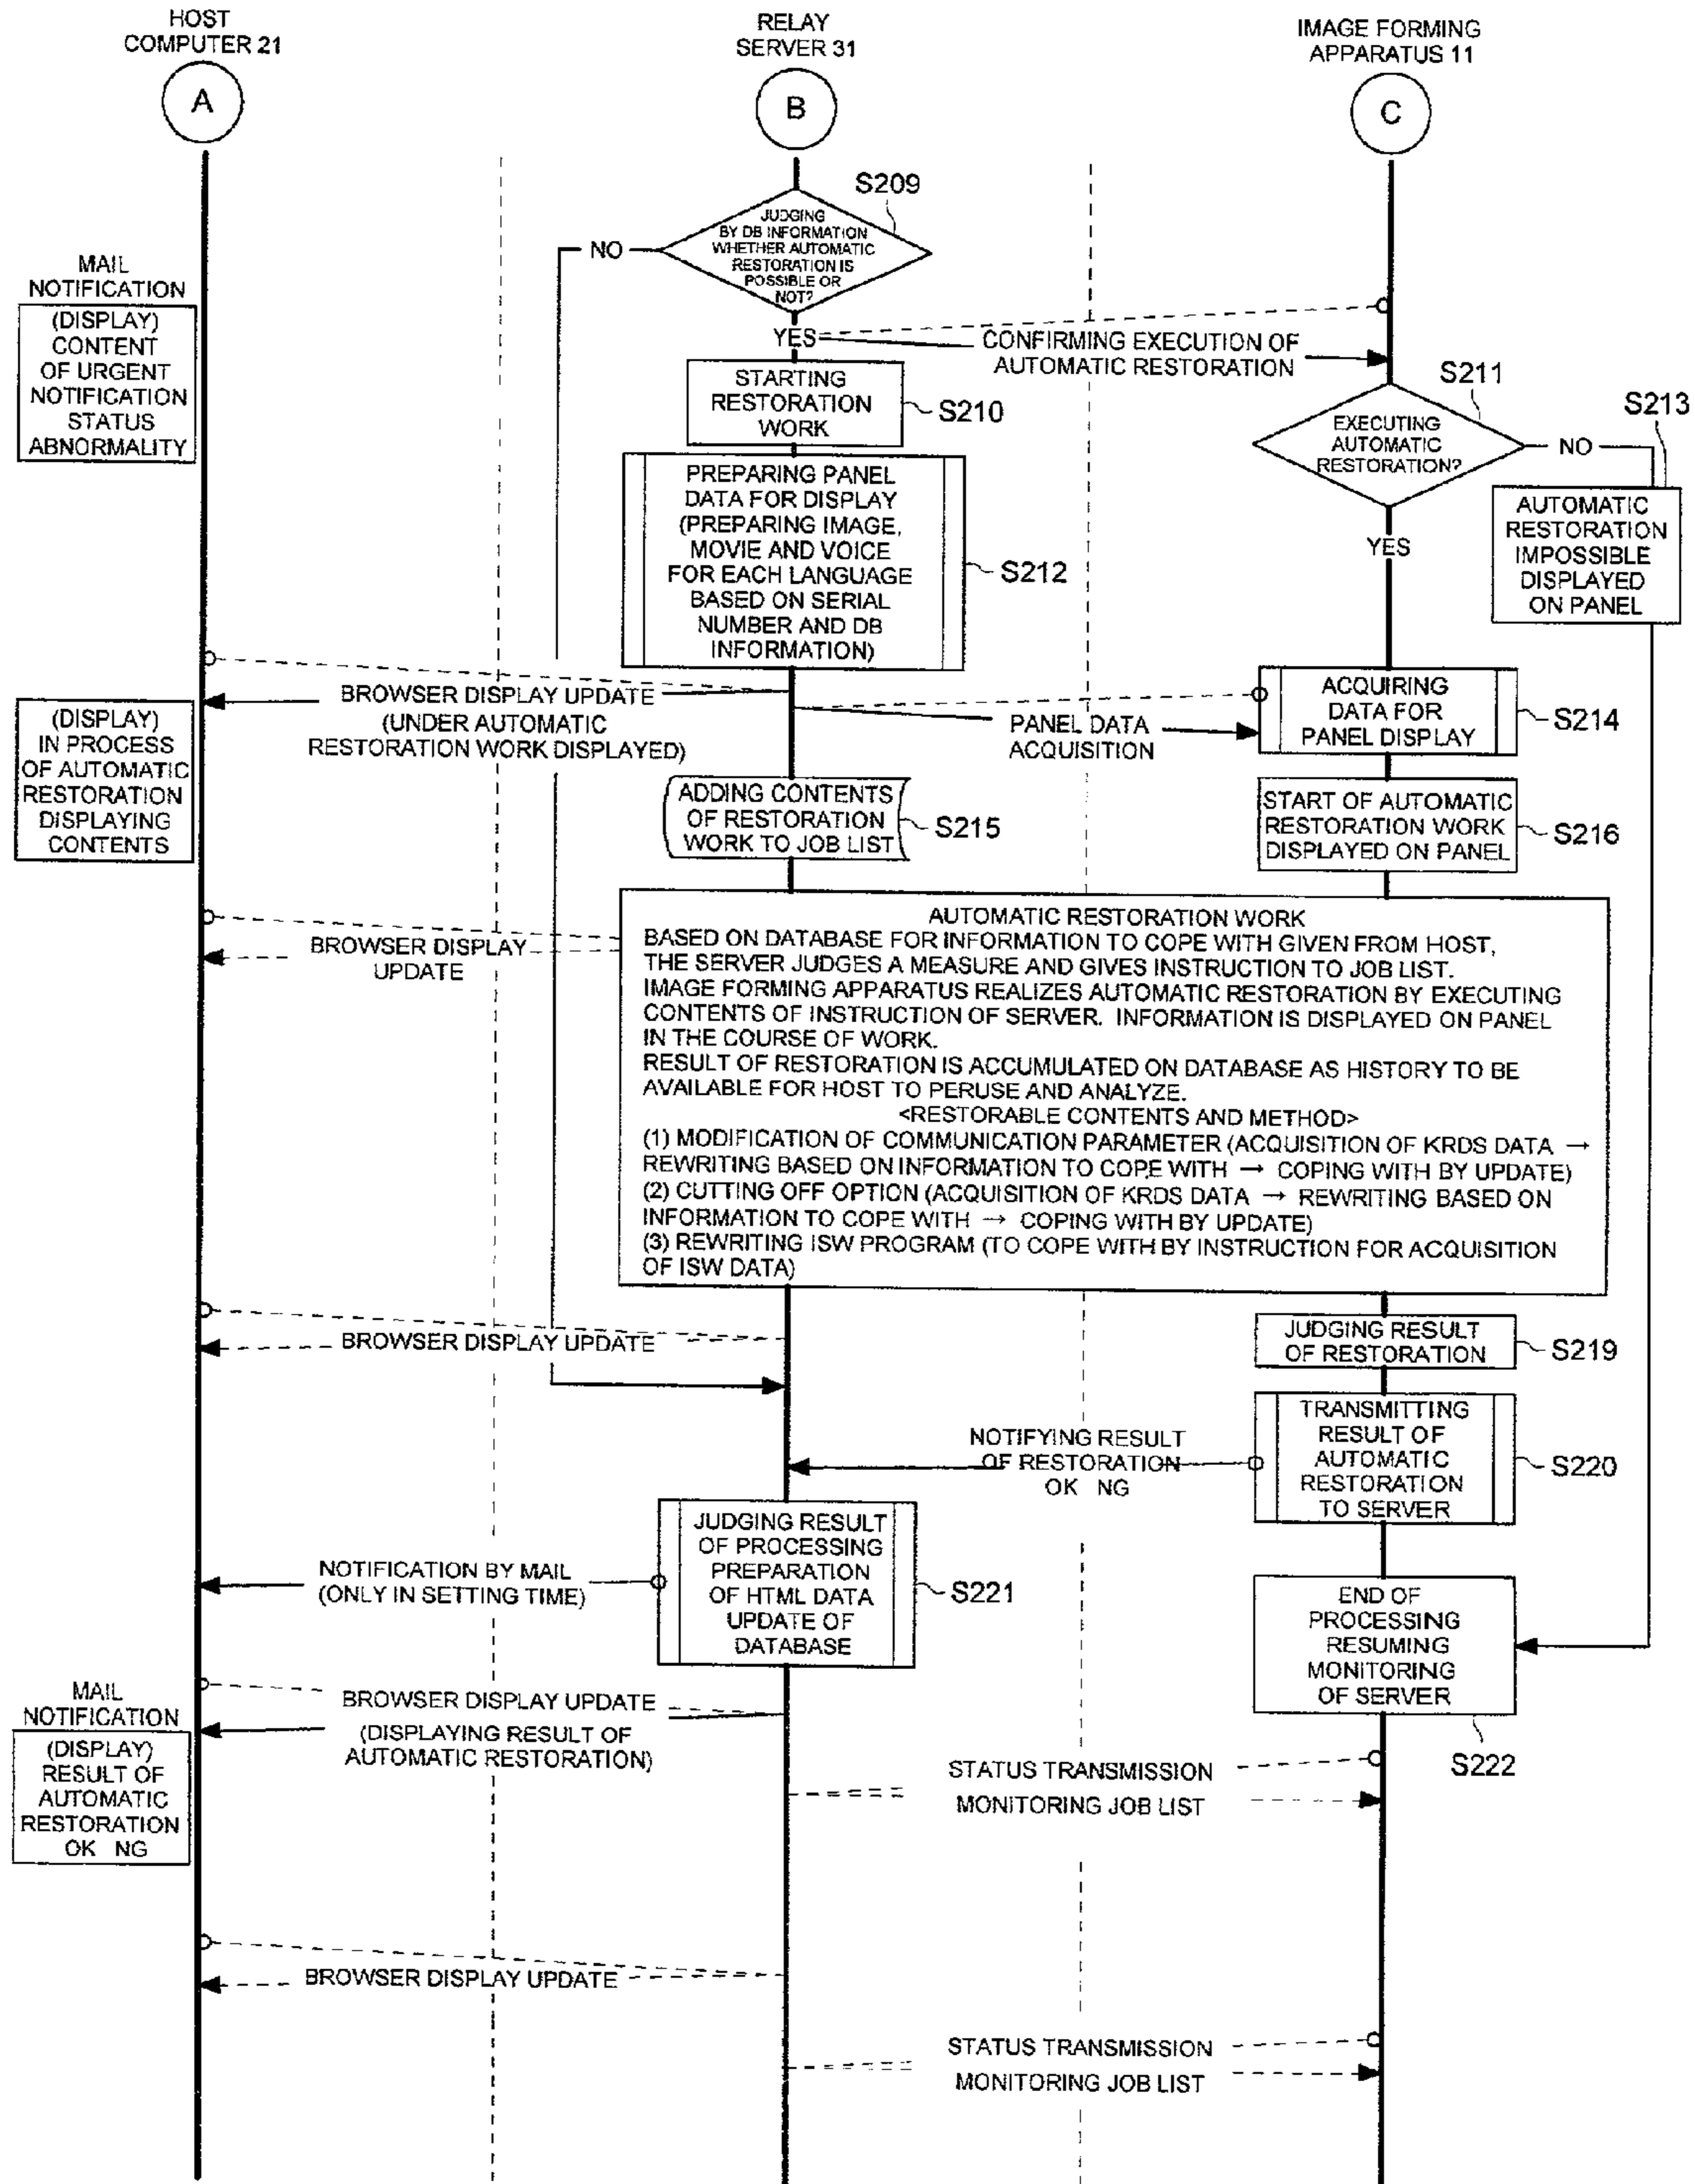 HOST
COMPUTER 21
A
RELAY
SERVER 31
B
IMAGE FORMING
APPARATUS 11
C
S209
JUDGING
BY DB INFORMATION
WHETHER AUTOMATIC
RESTORATION IS
POSSIBLE OR
NOT?
NO
YES
MAIL
NOTIFICATION
(DISPLAY)
CONTENT
OF URGENT
NOTIFICATION
STATUS
ABNORMALITY
CONFIRMING EXECUTION OF
AUTOMATIC RESTORATION
STARTING
RESTORATION
WORK
S210
S211
EXECUTING
AUTOMATIC
RESTORATION?
NO
YES
S213
AUTOMATIC
RESTORATION
IMPOSSIBLE
DISPLAYED
ON PANEL
PREPARING PANEL
DATA FOR DISPLAY
(PREPARING IMAGE,
MOVIE AND VOICE
FOR EACH LANGUAGE
BASED ON SERIAL
NUMBER AND DB
INFORMATION)
S212
BROWSER DISPLAY UPDATE
(UNDER AUTOMATIC
RESTORATION WORK DISPLAYED)
(DISPLAY)
IN PROCESS
OF AUTOMATIC
RESTORATION
DISPLAYING
CONTENTS
PANEL DATA
ACQUISITION
ACQUIRING
DATA FOR
PANEL DISPLAY
S214
ADDING CONTENTS
OF RESTORATION
WORK TO JOB LIST
S215
START OF AUTOMATIC
RESTORATION WORK
DISPLAYED ON PANEL
S216
BROWSER DISPLAY
UPDATE
AUTOMATIC RESTORATION WORK
BASED ON DATABASE FOR INFORMATION TO COPE WITH GIVEN FROM HOST,
THE SERVER JUDGES A MEASURE AND GIVES INSTRUCTION TO JOB LIST.
IMAGE FORMING APPARATUS REALIZES AUTOMATIC RESTORATION BY EXECUTING
CONTENTS OF INSTRUCTION OF SERVER. INFORMATION IS DISPLAYED ON PANEL
IN THE COURSE OF WORK.
RESULT OF RESTORATION IS ACCUMULATED ON DATABASE AS HISTORY TO BE
AVAILABLE FOR HOST TO PERUSE AND ANALYZE.
<RESTORABLE CONTENTS AND METHOD>
(1) MODIFICATION OF COMMUNICATION PARAMETER (ACQUISITION OF KRDS DATA →
REWRITING BASED ON INFORMATION TO COPE WITH → COPING WITH BY UPDATE)
(2) CUTTING OFF OPTION (ACQUISITION OF KRDS DATA → REWRITING BASED ON
INFORMATION TO COPE WITH → COPING WITH BY UPDATE)
(3) REWRITING ISW PROGRAM (TO COPE WITH BY INSTRUCTION FOR ACQUISITION
OF ISW DATA)
BROWSER DISPLAY UPDATE
JUDGING RESULT
OF RESTORATION
S219
NOTIFYING RESULT
OF RESTORATION
OK NG
TRANSMITTING
RESULT OF
AUTOMATIC
RESTORATION
TO SERVER
S220
JUDGING RESULT
OF PROCESSING
PREPARATION
OF HTML DATA
UPDATE OF
DATABASE
S221
NOTIFICATION BY MAIL
(ONLY IN SETTING TIME)
END OF
PROCESSING
RESUMING
MONITORING
OF SERVER
S222
MAIL
NOTIFICATION
(DISPLAY)
RESULT OF
AUTOMATIC
RESTORATION
OK NG
BROWSER DISPLAY UPDATE
(DISPLAYING RESULT OF
AUTOMATIC RESTORATION)
STATUS TRANSMISSION
MONITORING JOB LIST
BROWSER DISPLAY UPDATE
STATUS TRANSMISSION
MONITORING JOB LIST